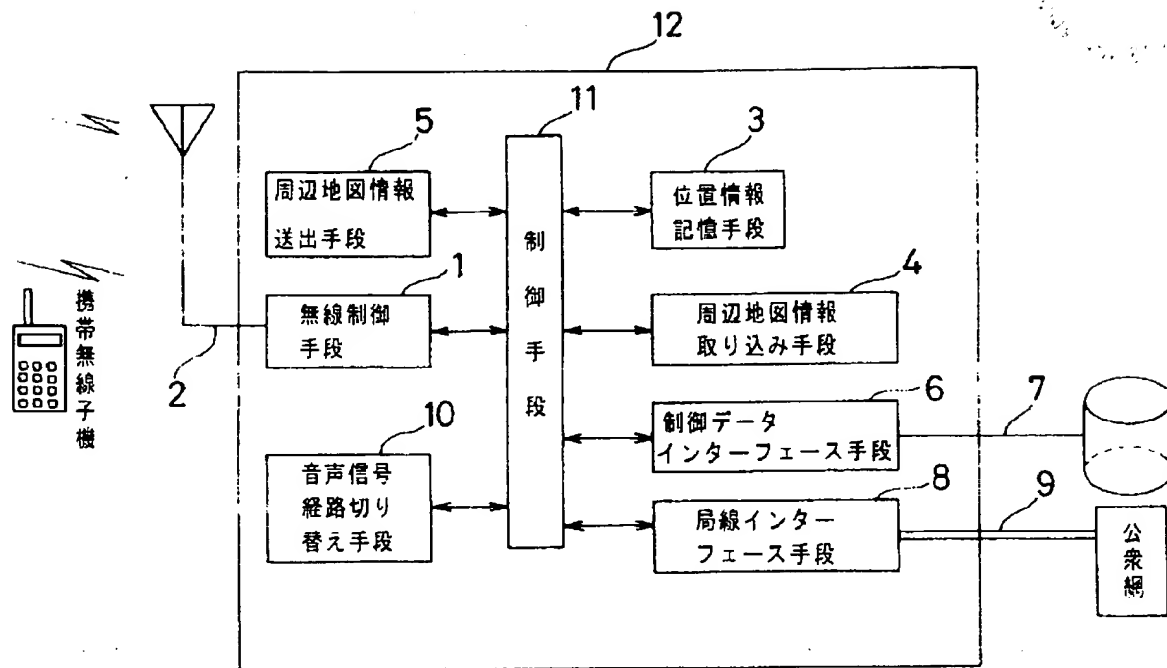 12
11
5
3
周辺地図情報
送出手段
位置情報
記憶手段
制御手段
1
4
無線制御
手段
周辺地図情報
取り込み手段
2
携帯無線子機
6
7
制御データ
インターフェース手段
10
8
9
音声信号
経路切り
替え手段
局線インター
フェース手段
公衆網